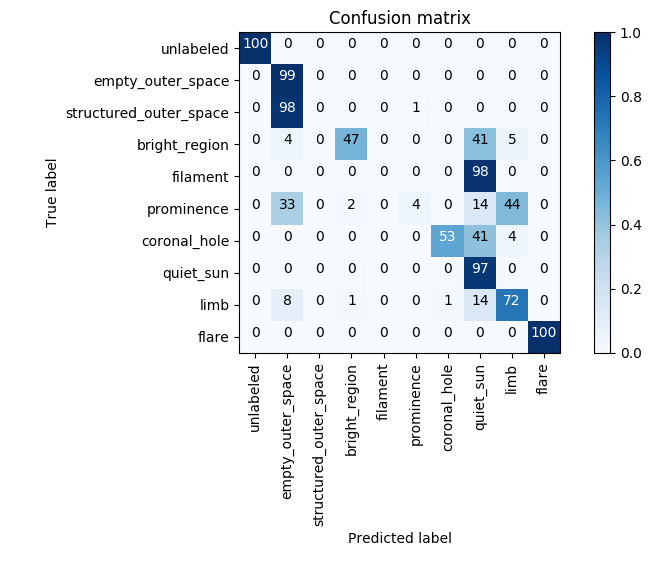 Confusion matrix
unlabeled 100 0 0 0 0 0 0 0 0 0
empty_outer_space 0 99 0 0 0 0 0 0 0 0
structured_outer_space 0 98 0 0 0 1 0 0 0 0
bright_region 0 4 0 47 0 0 0 41 5 0
filament 0 0 0 0 0 0 0 98 0 0
prominence 0 33 0 2 0 4 0 14 44 0
coronal_hole 0 0 0 0 0 0 53 41 4 0
quiet_sun 0 0 0 0 0 0 0 97 0 0
limb 0 8 0 1 0 0 1 14 72 0
flare 0 0 0 0 0 0 0 0 0 100
True label
unlabeled
empty_outer_space
structured_outer_space
bright_region
filament
prominence
coronal_hole
quiet_sun
limb
flare
Predicted label
1.0
0.8
0.6
0.4
0.2
0.0